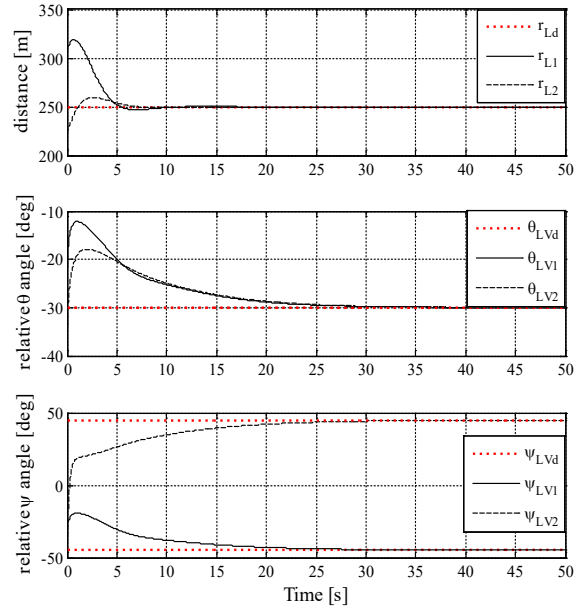 350
300
250
200
distance [m]
r_Ld
r_L1
r_L2
0 5 10 15 20 25 30 35 40 45 50
-10
-20
-30
-40
relative θ angle [deg]
θ_LVd
θ_LV1
θ_LV2
0 5 10 15 20 25 30 35 40 45 50
50
0
-50
relative ψ angle [deg]
ψ_LVd
ψ_LV1
ψ_LV2
0 5 10 15 20 25 30 35 40 45 50
Time [s]